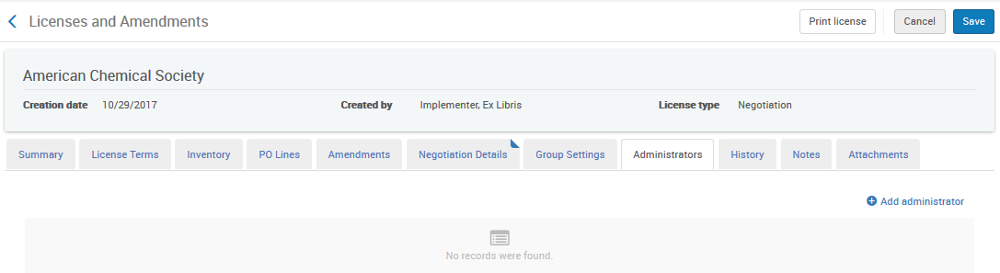 Licenses and Amendments
Print license Cancel Save
American Chemical Society
Creation date 10/29/2017 Created by Implementer, Ex Libris License type Negotiation
Summary License Terms Inventory PO Lines Amendments Negotiation Details Group Settings Administrators History Notes Attachments
Add administrator
No records were found.